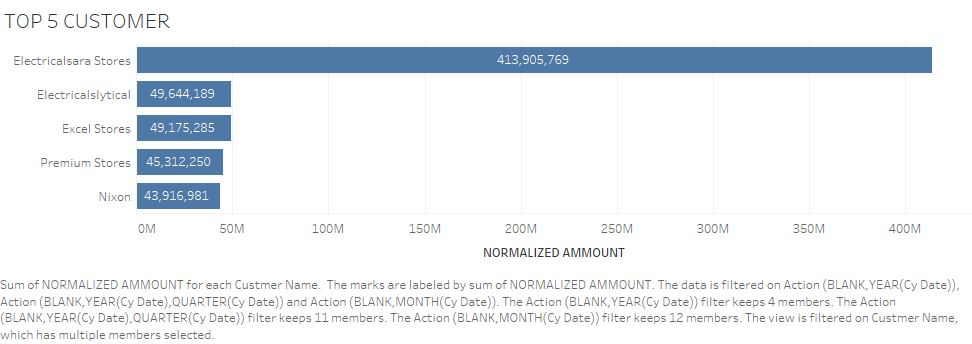 TOP 5 CUSTOMER
Electricalsara Stores 413,905,769
Electricalslytical 49,644,189
Excel Stores 49,175,285
Premium Stores 45,312,250
Nixon 43,916,981
0M 50M 100M 150M 200M 250M 300M 350M 400M
NORMALIZED AMMOUNT
Sum of NORMALIZED AMMOUNT for each Custmer Name.  The marks are labeled by sum of NORMALIZED AMMOUNT. The data is filtered on Action (BLANK,YEAR(Cy Date)),
Action (BLANK,YEAR(Cy Date),QUARTER(Cy Date)) and Action (BLANK,MONTH(Cy Date)). The Action (BLANK,YEAR(Cy Date)) filter keeps 4 members. The Action
(BLANK,YEAR(Cy Date),QUARTER(Cy Date)) filter keeps 11 members. The Action (BLANK,MONTH(Cy Date)) filter keeps 12 members. The view is filtered on Custmer Name,
which has multiple members selected.